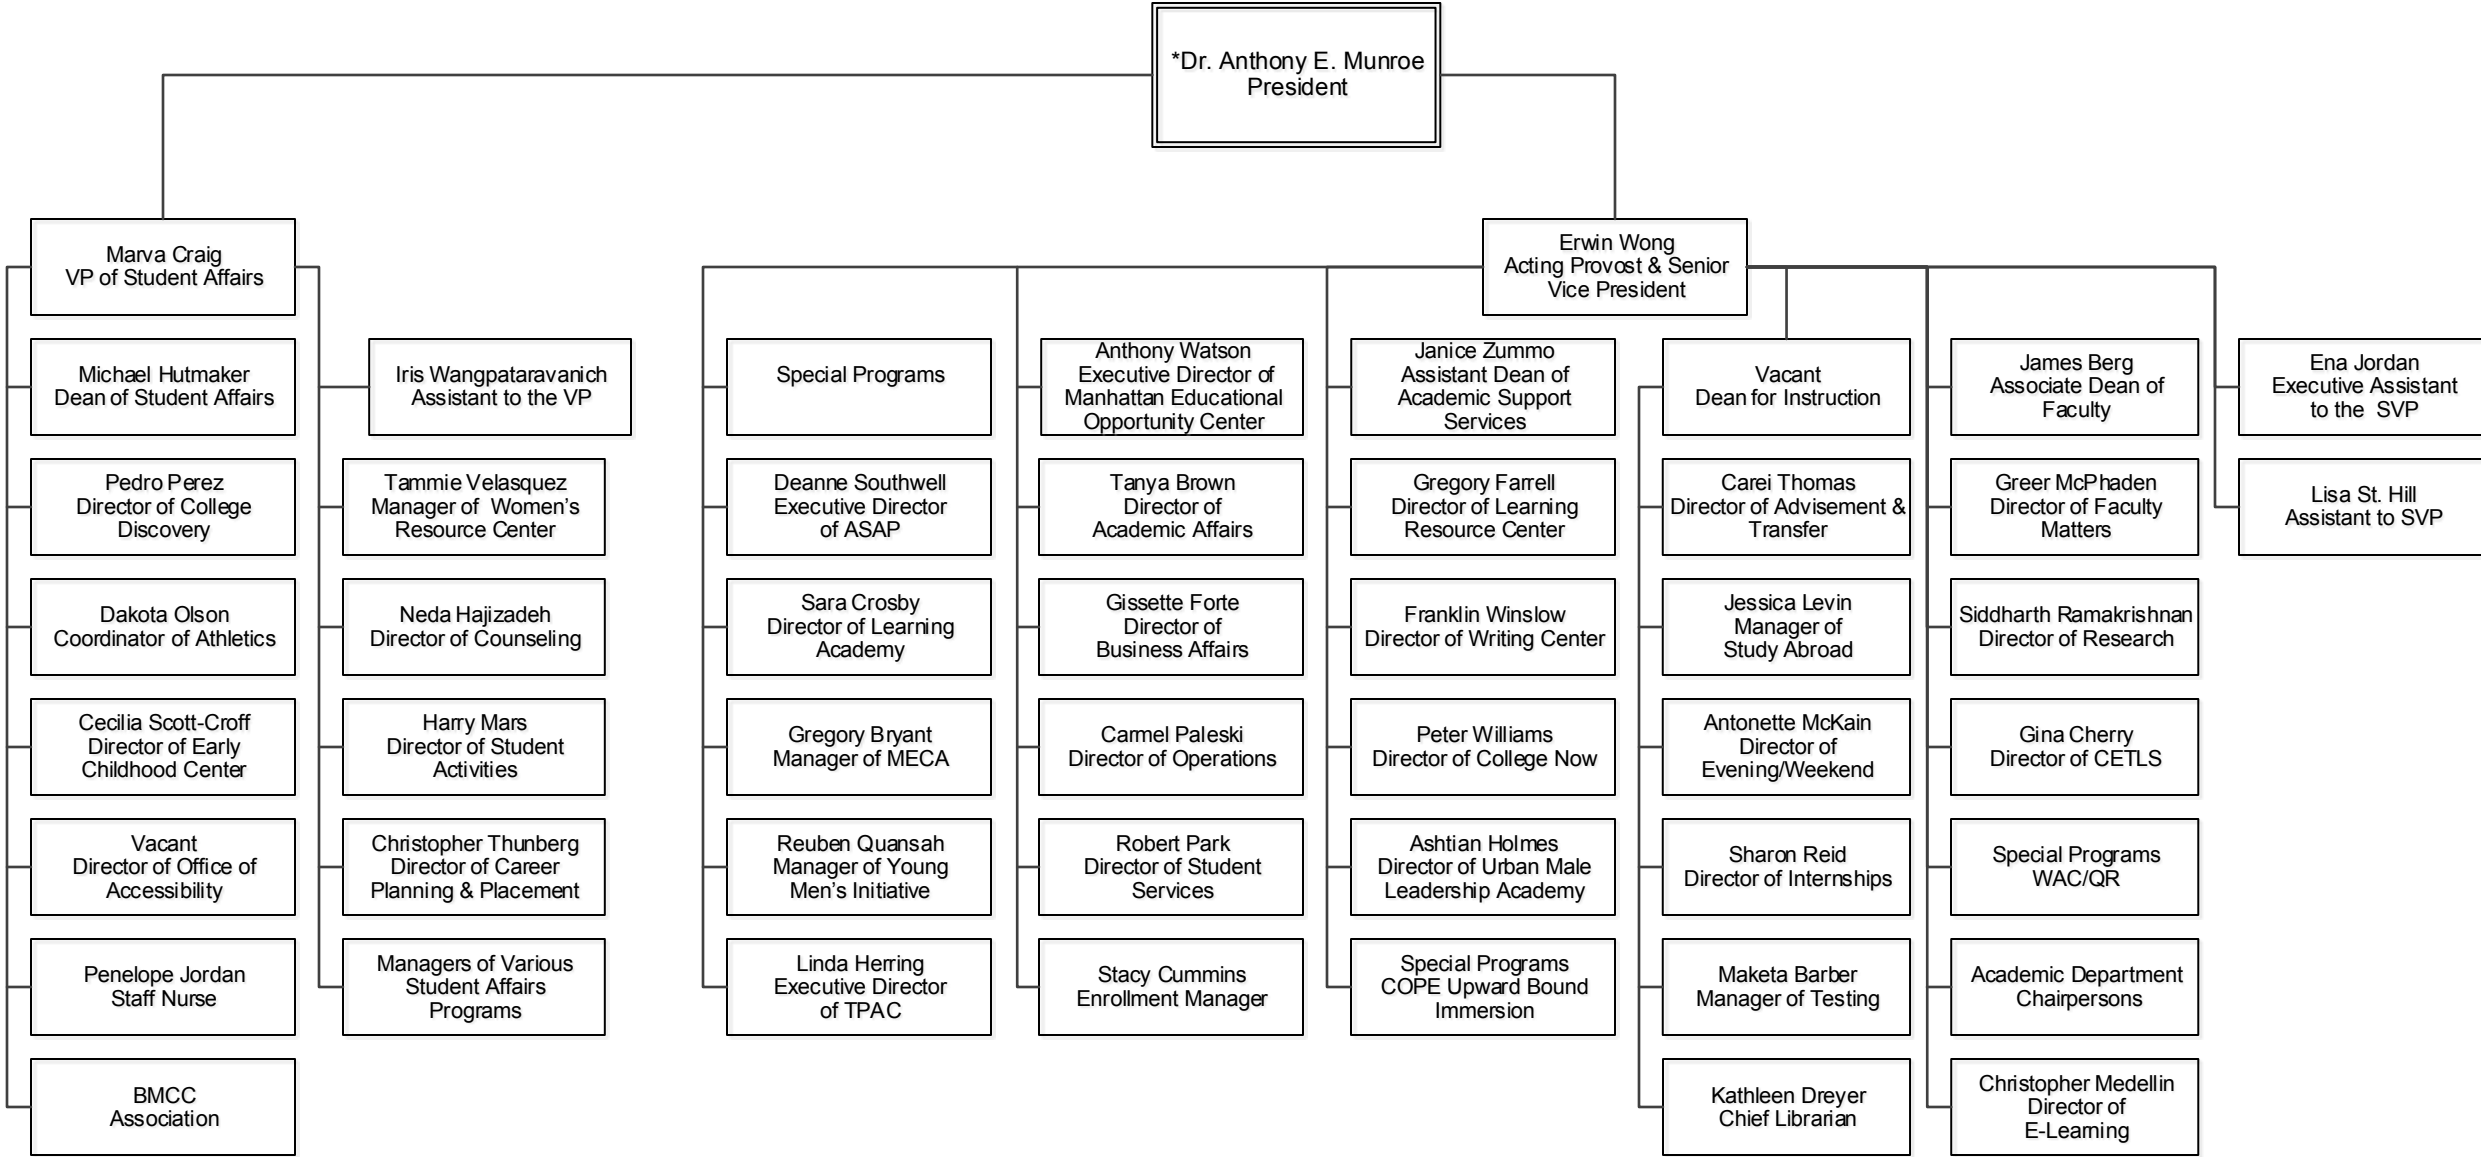 *Dr. Anthony E. Munroe
President
Marva Craig
VP of Student Affairs
Michael Hutmaker
Dean of Student Affairs
Pedro Perez
Director of College
Discovery
Dakota Olson
Coordinator of Athletics
Cecilia Scott-Croff
Director of Early
Childhood Center
Vacant
Director of Office of
Accessibility
Penelope Jordan
Staff Nurse
BMCC
Association
Iris Wangpataravanich
Assistant to the VP
Tammie Velasquez
Manager of Women’s
Resource Center
Neda Hajizadeh
Director of Counseling
Harry Mars
Director of Student
Activities
Christopher Thunberg
Director of Career
Planning & Placement
Managers of Various
Student Affairs
Programs
Erwin Wong
Acting Provost & Senior
Vice President
Special Programs
Deanne Southwell
Executive Director
of ASAP
Sara Crosby
Director of Learning
Academy
Gregory Bryant
Manager of MECA
Reuben Quansah
Manager of Young
Men’s Initiative
Linda Herring
Executive Director
of TPAC
Anthony Watson
Executive Director of
Manhattan Educational
Opportunity Center
Tanya Brown
Director of
Academic Affairs
Gissette Forte
Director of
Business Affairs
Carmel Paleski
Director of Operations
Robert Park
Director of Student
Services
Stacy Cummins
Enrollment Manager
Janice Zummo
Assistant Dean of
Academic Support
Services
Gregory Farrell
Director of Learning
Resource Center
Franklin Winslow
Director of Writing Center
Peter Williams
Director of College Now
Ashtian Holmes
Director of Urban Male
Leadership Academy
Special Programs
COPE Upward Bound
Immersion
Vacant
Dean for Instruction
Carei Thomas
Director of Advisement &
Transfer
Jessica Levin
Manager of
Study Abroad
Antonette McKain
Director of
Evening/Weekend
Sharon Reid
Director of Internships
Maketa Barber
Manager of Testing
Kathleen Dreyer
Chief Librarian
James Berg
Associate Dean of
Faculty
Greer McPhaden
Director of Faculty
Matters
Siddharth Ramakrishnan
Director of Research
Gina Cherry
Director of CETLS
Special Programs
WAC/QR
Academic Department
Chairpersons
Christopher Medellin
Director of
E-Learning
Ena Jordan
Executive Assistant
to the SVP
Lisa St. Hill
Assistant to SVP